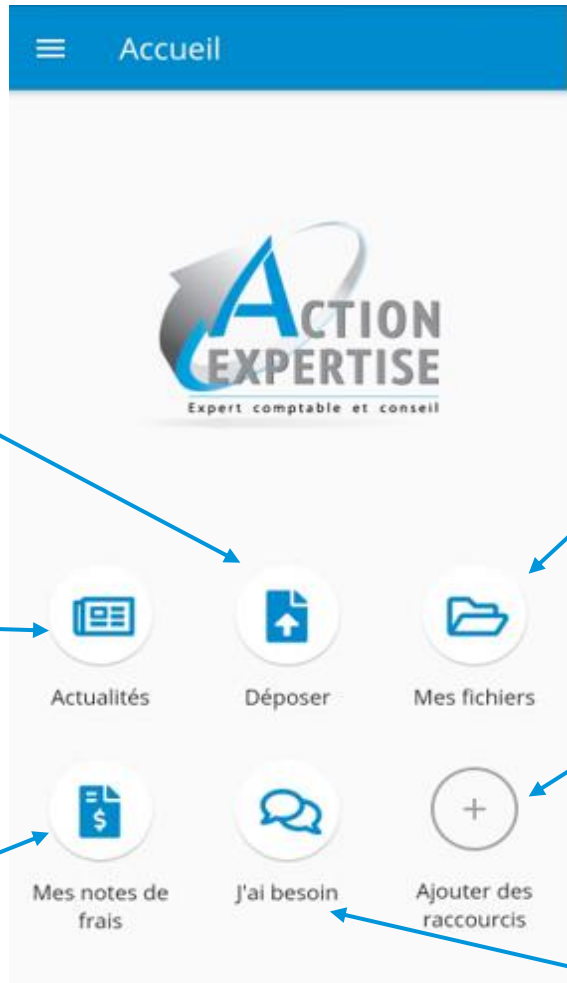 Accueil
ACTION
EXPERTISE
Expert comptable et conseil
Actualités
Déposer
Mes fichiers
$
Mes notes de
frais
J'ai besoin
+
Ajouter des
raccourcis